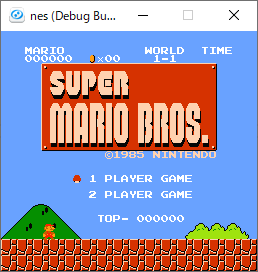 nes (Debug Bu...
MARIO WORLD TIME
000000 ×00 1-1
SUPER
MARIO BROS.
©1985 NINTENDO
1 PLAYER GAME
2 PLAYER GAME
TOP- 000000